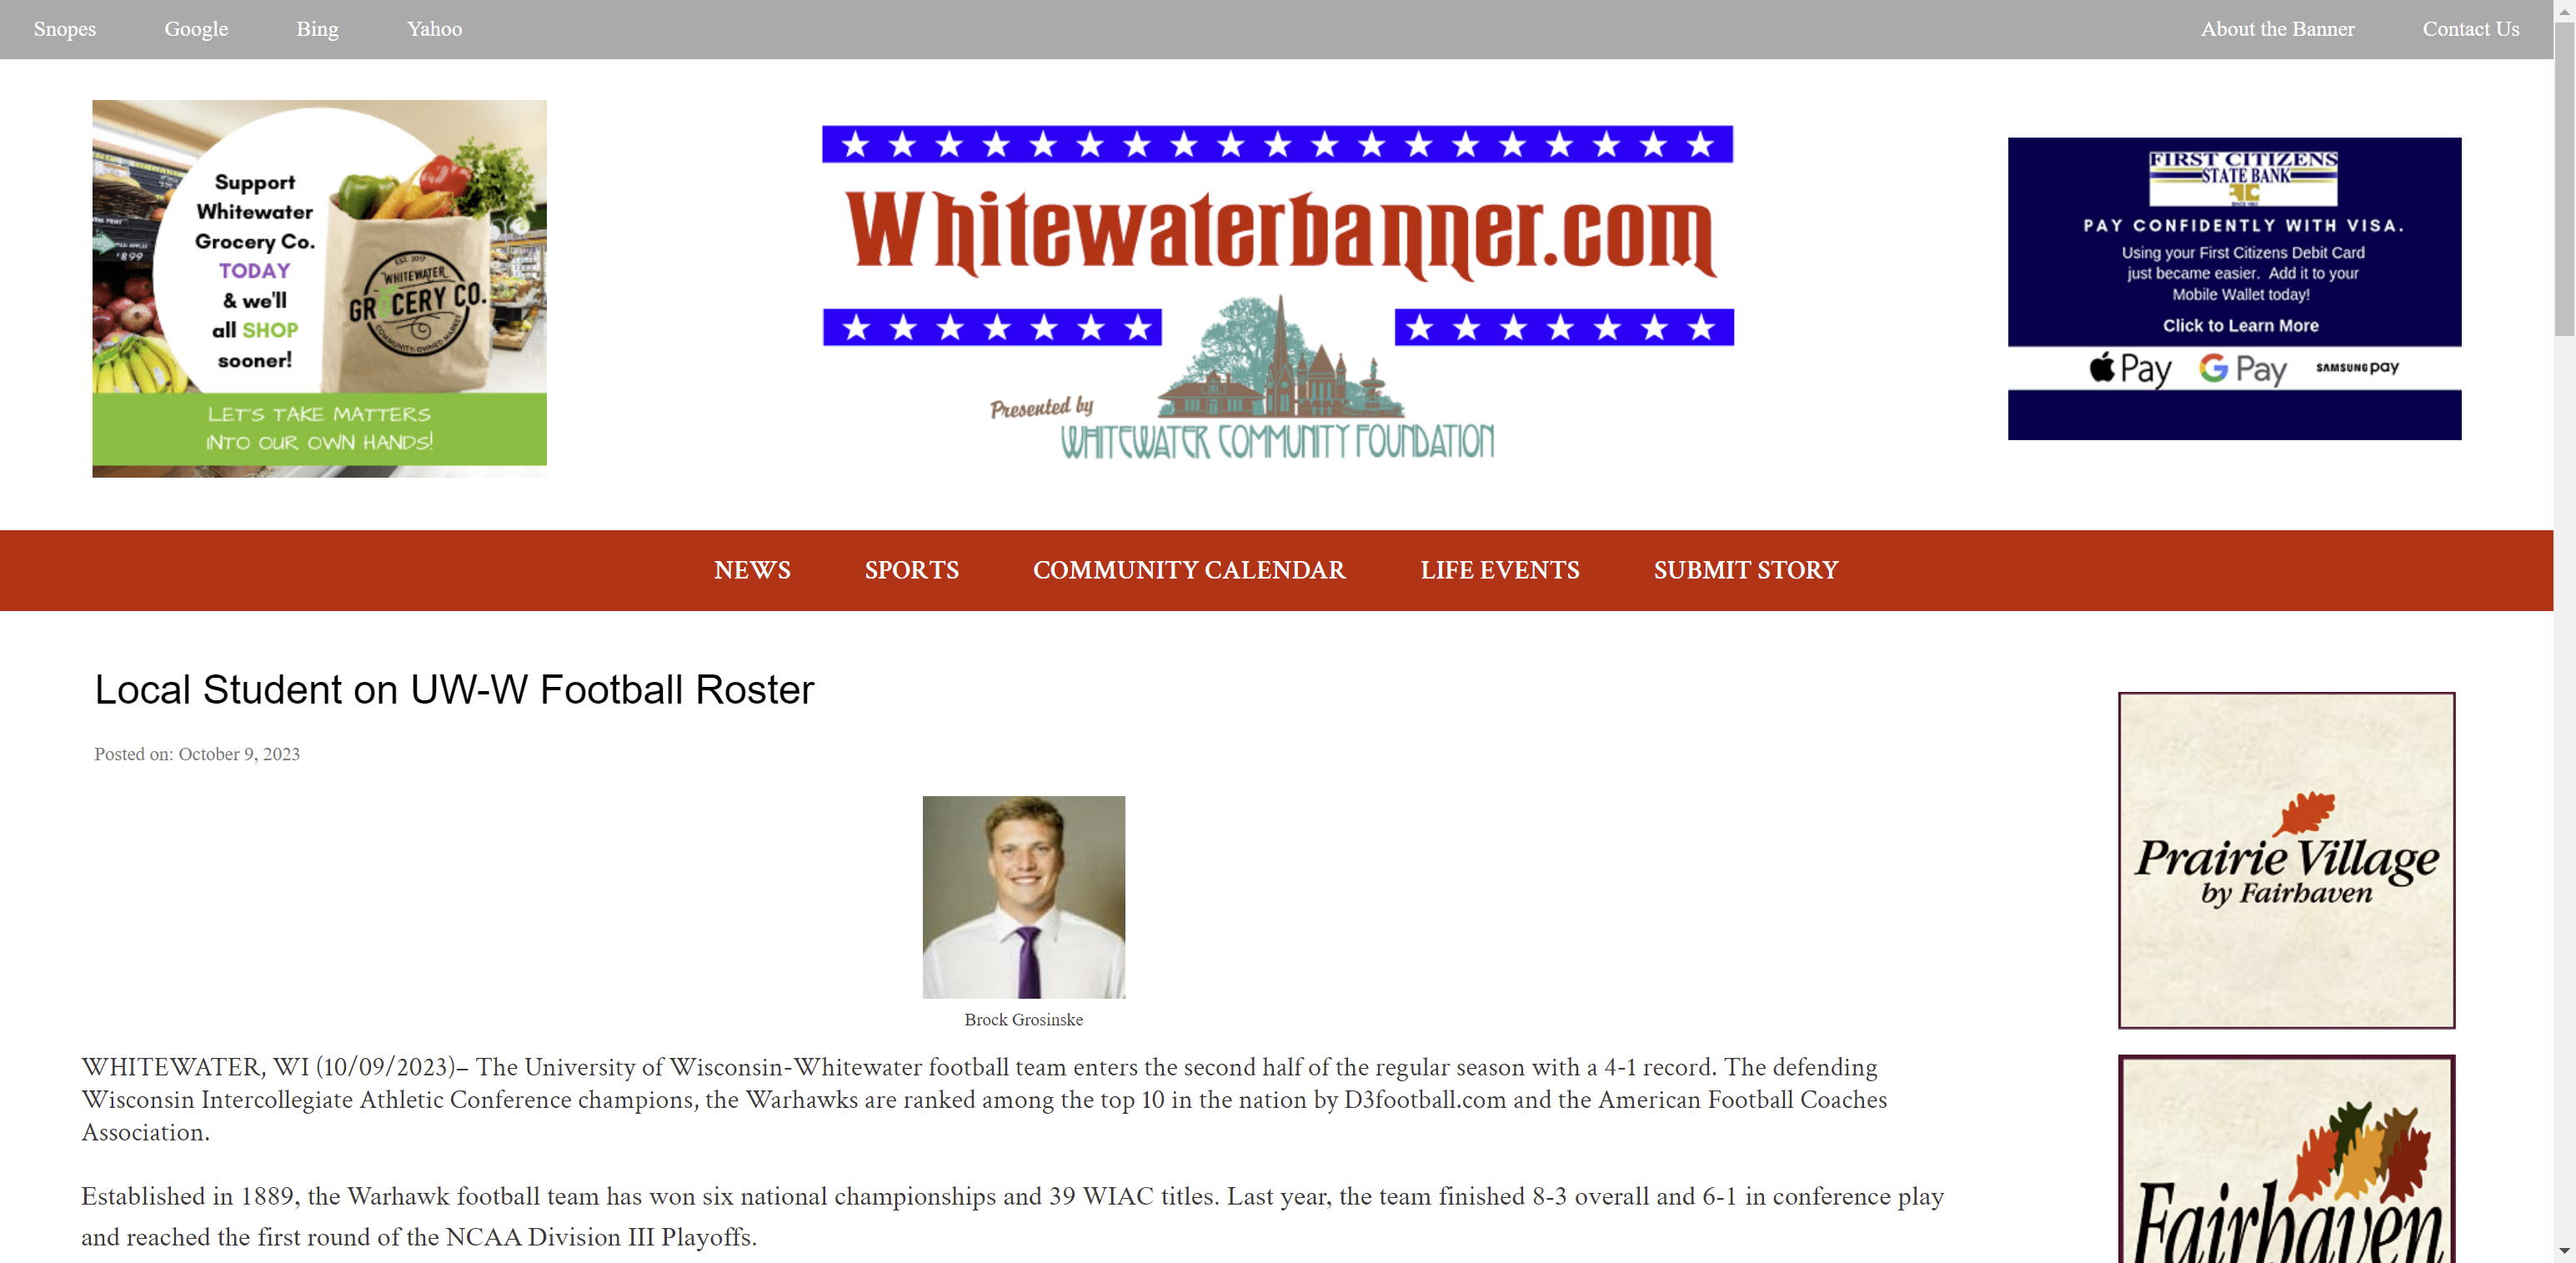 Snopes Google Bing Yahoo About the Banner Contact Us
Support
Whitewater
Grocery Co.
TODAY
& we'll
all SHOP
sooner!
EST. 2017
WHITEWATER
GROCERY CO.
COMMUNITY-OWNED MARKET
$8.99
LET'S TAKE MATTERS
INTO OUR OWN HANDS!
Whitewaterbanner.com
Presented by
WHITEWATER COMMUNITY FOUNDATION
FIRST CITIZENS
STATE BANK
PAY CONFIDENTLY WITH VISA.
Using your First Citizens Debit Card
just became easier. Add it to your
Mobile Wallet today!
Click to Learn More
Pay G Pay SAMSUNG pay
NEWS SPORTS COMMUNITY CALENDAR LIFE EVENTS SUBMIT STORY
Local Student on UW-W Football Roster
Posted on: October 9, 2023
Brock Grosinske
WHITEWATER, WI (10/09/2023)– The University of Wisconsin-Whitewater football team enters the second half of the regular season with a 4-1 record. The defending
Wisconsin Intercollegiate Athletic Conference champions, the Warhawks are ranked among the top 10 in the nation by D3football.com and the American Football Coaches
Association.
Established in 1889, the Warhawk football team has won six national championships and 39 WIAC titles. Last year, the team finished 8-3 overall and 6-1 in conference play
and reached the first round of the NCAA Division III Playoffs.
Prairie Village
by Fairhaven
Fairhaven